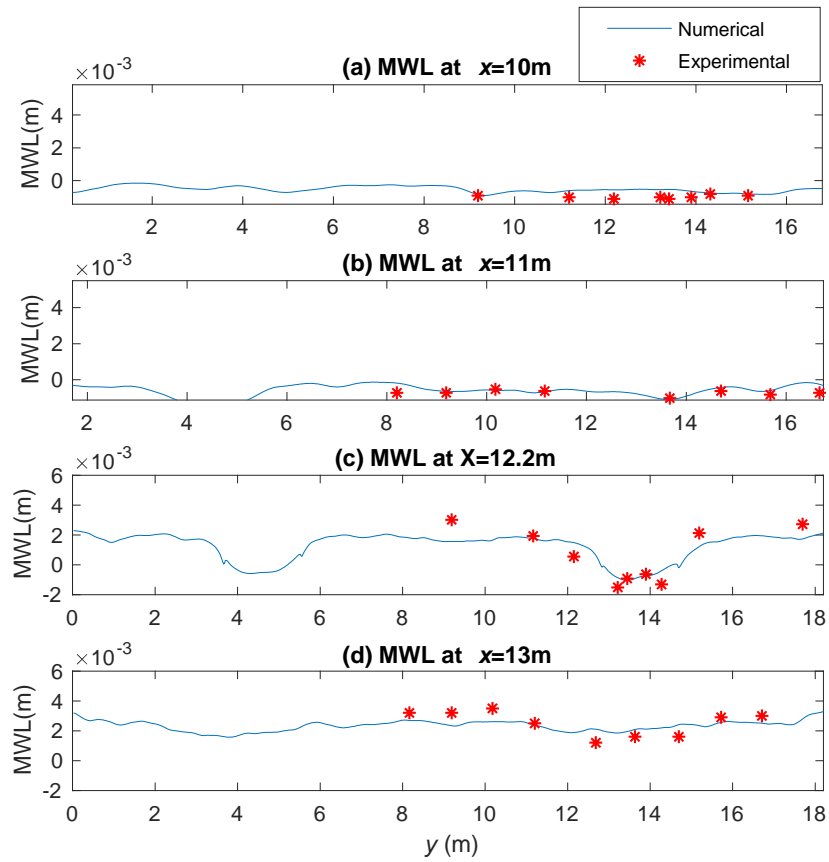 Numerical
Experimental
×10⁻³
(a) MWL at x=10m
MWL(m)
4
2
0
2 4 6 8 10 12 14 16
×10⁻³
(b) MWL at x=11m
MWL(m)
4
2
0
2 4 6 8 10 12 14 16
×10⁻³
(c) MWL at X=12.2m
MWL(m)
6
4
2
0
-2
0 2 4 6 8 10 12 14 16 18
×10⁻³
(d) MWL at x=13m
MWL(m)
6
4
2
0
-2
0 2 4 6 8 10 12 14 16 18
y (m)